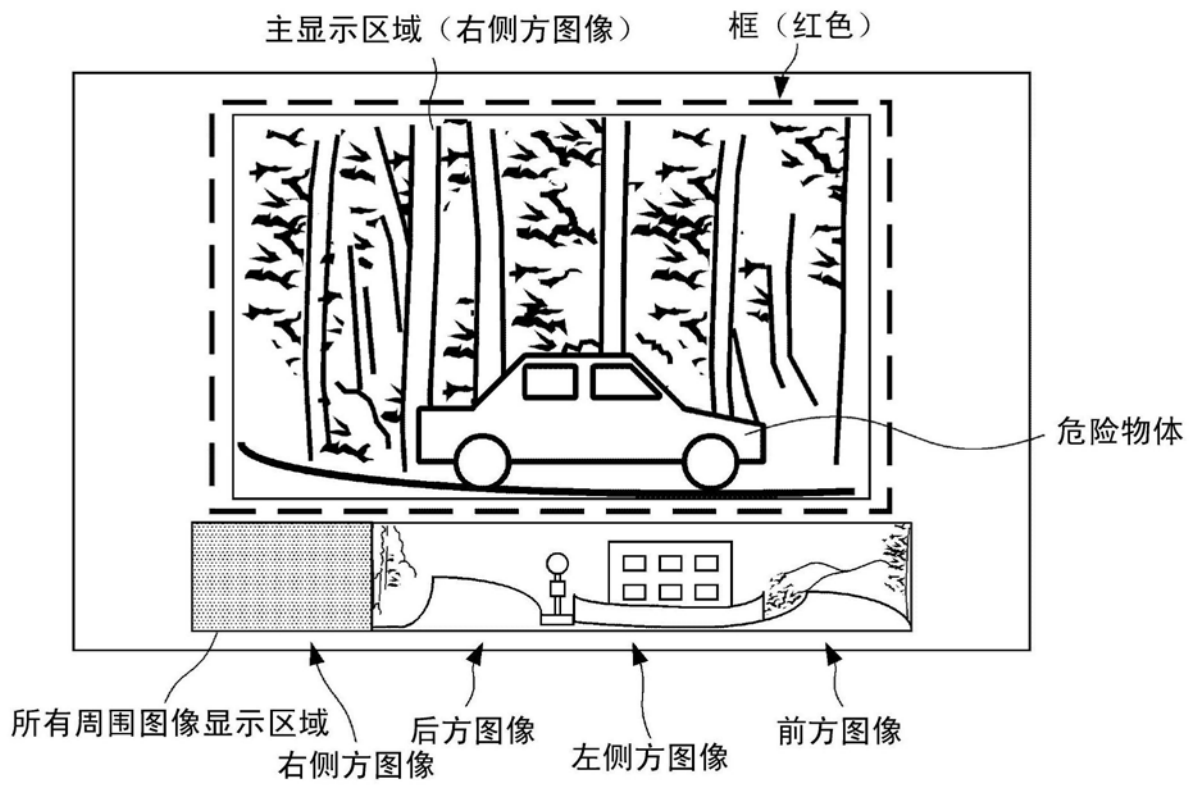 主显示区域（右侧方图像）
框（红色）
危险物体
所有周围图像显示区域
右侧方图像
后方图像
左侧方图像
前方图像